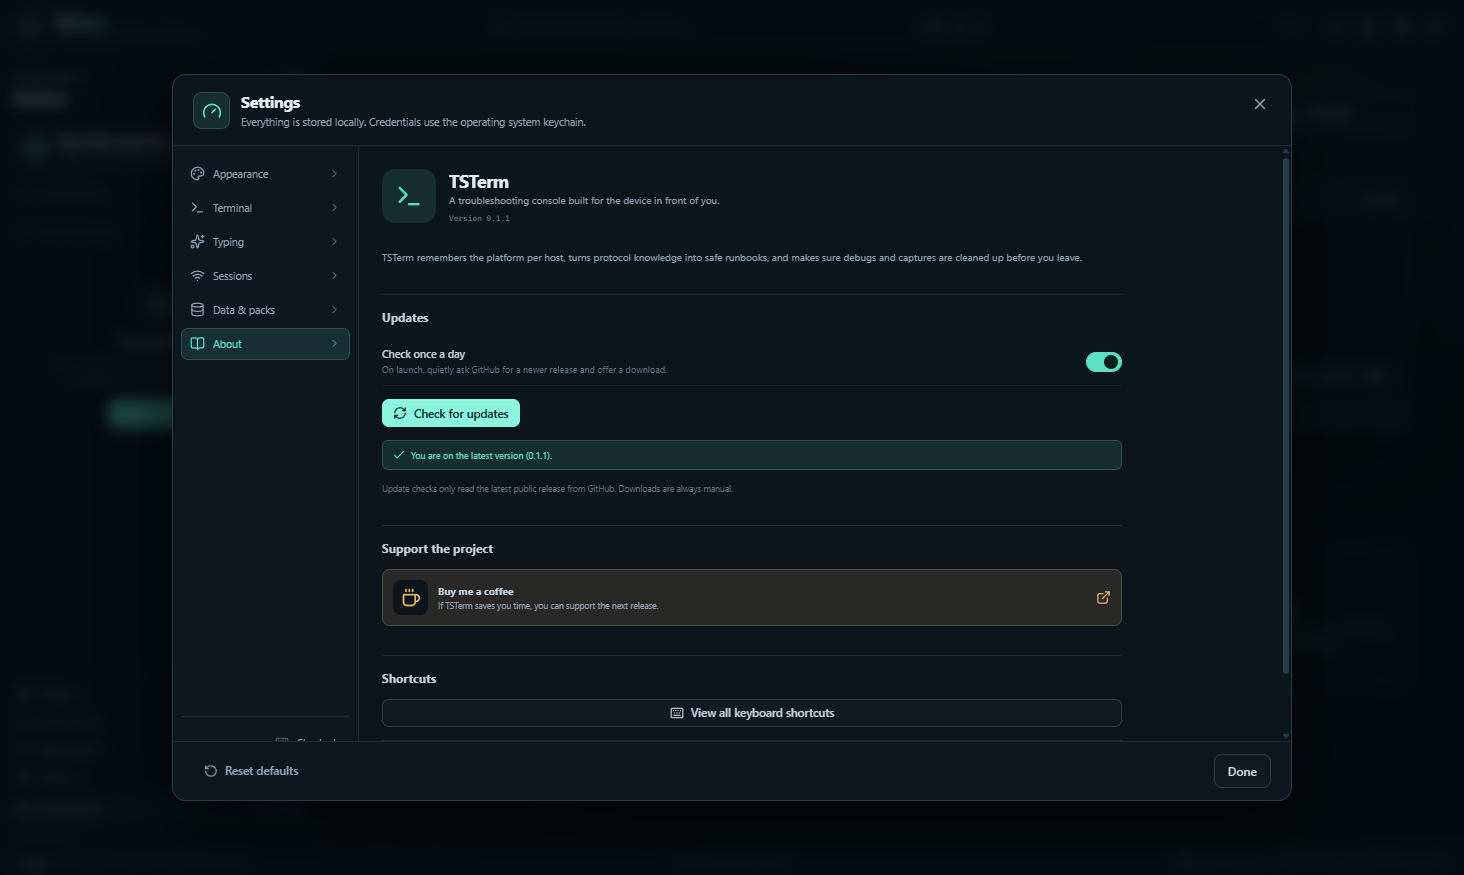 Settings
Everything is stored locally. Credentials use the operating system keychain.
Appearance
Terminal
Typing
Sessions
Data & packs
About
TSTerm
A troubleshooting console built for the device in front of you.
Version 0.1.1
TSTerm remembers the platform per host, turns protocol knowledge into safe runbooks, and makes sure debugs and captures are cleaned up before you leave.
Updates
Check once a day
On launch, quietly ask GitHub for a newer release and offer a download.
Check for updates
You are on the latest version (0.1.1).
Update checks only read the latest public release from GitHub. Downloads are always manual.
Support the project
Buy me a coffee
If TSTerm saves you time, you can support the next release.
Shortcuts
View all keyboard shortcuts
Reset defaults
Done